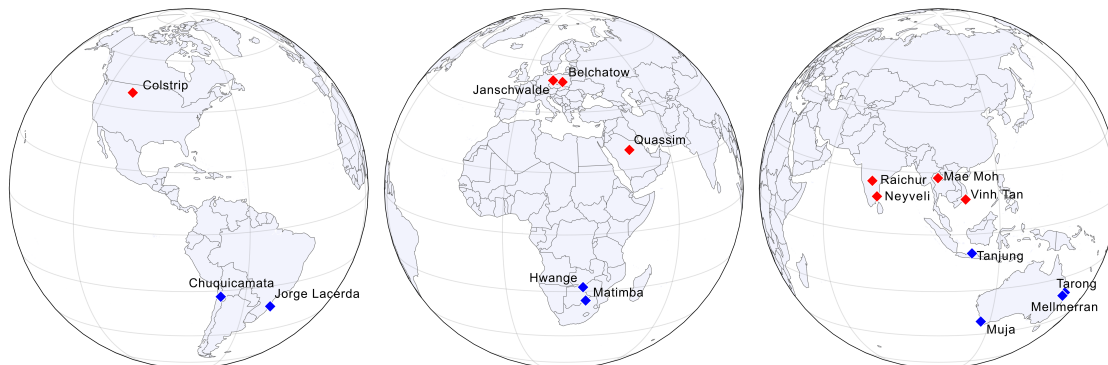 Colstrip
Chuquicamata
Jorge Lacerda
Belchatow
Janschwalde
Quassim
Hwange
Matimba
Raichur
Mae Moh
Neyveli
Vinh Tan
Tanjung
Tarong
Mellmerran
Muja